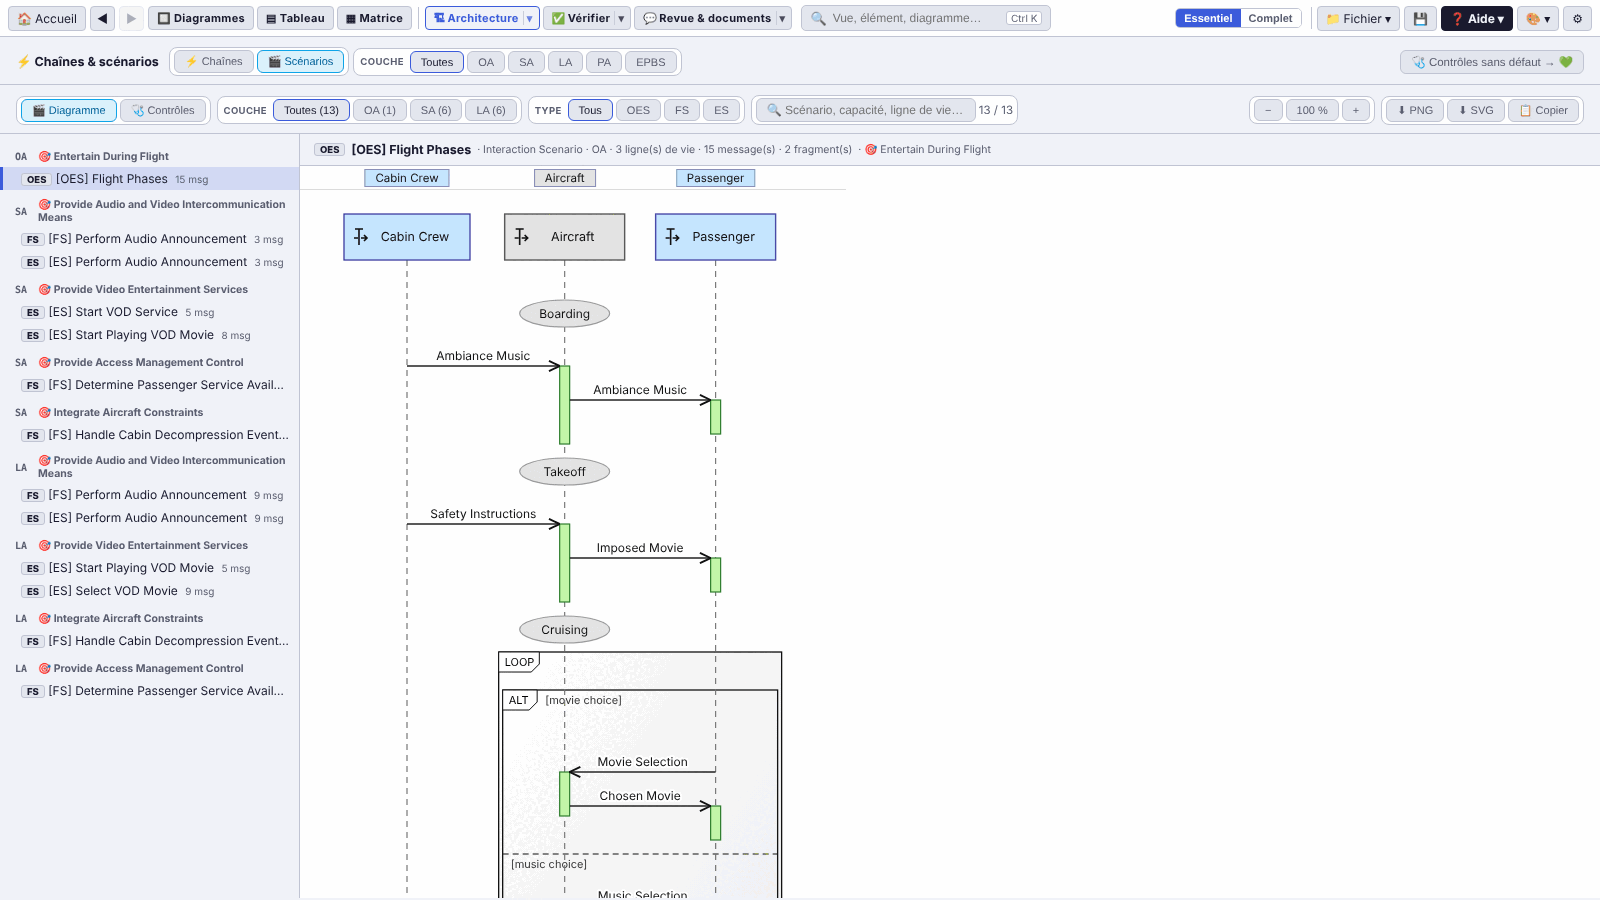 Accueil
Diagrammes
Tableau
Matrice
Architecture
Vérifier
Revue & documents
Vue, élément, diagramme…
Ctrl K
Essentiel
Complet
Fichier
Aide
Chaînes & scénarios
Chaînes
Scénarios
COUCHE
Toutes
OA
SA
LA
PA
EPBS
Contrôles sans défaut →
Diagramme
Contrôles
COUCHE
Toutes (13)
OA (1)
SA (6)
LA (6)
TYPE
Tous
OES
FS
ES
Scénario, capacité, ligne de vie…
13 / 13
−
100 %
+
PNG
SVG
Copier
OA Entertain During Flight
OES [OES] Flight Phases 15 msg
SA Provide Audio and Video Intercommunication
Means
FS [FS] Perform Audio Announcement 3 msg
ES [ES] Perform Audio Announcement 3 msg
SA Provide Video Entertainment Services
ES [ES] Start VOD Service 5 msg
ES [ES] Start Playing VOD Movie 8 msg
SA Provide Access Management Control
FS [FS] Determine Passenger Service Avail…
SA Integrate Aircraft Constraints
FS [FS] Handle Cabin Decompression Event…
LA Provide Audio and Video Intercommunication
Means
FS [FS] Perform Audio Announcement 9 msg
ES [ES] Perform Audio Announcement 9 msg
LA Provide Video Entertainment Services
ES [ES] Start Playing VOD Movie 5 msg
ES [ES] Select VOD Movie 9 msg
LA Integrate Aircraft Constraints
FS [FS] Handle Cabin Decompression Event…
LA Provide Access Management Control
FS [FS] Determine Passenger Service Avail…
OES [OES] Flight Phases · Interaction Scenario · OA · 3 ligne(s) de vie · 15 message(s) · 2 fragment(s) · Entertain During Flight
Cabin Crew
Aircraft
Passenger
Cabin Crew
Aircraft
Passenger
Boarding
Ambiance Music
Ambiance Music
Takeoff
Safety Instructions
Imposed Movie
Cruising
LOOP
ALT [movie choice]
Movie Selection
Chosen Movie
[music choice]
Music Selection